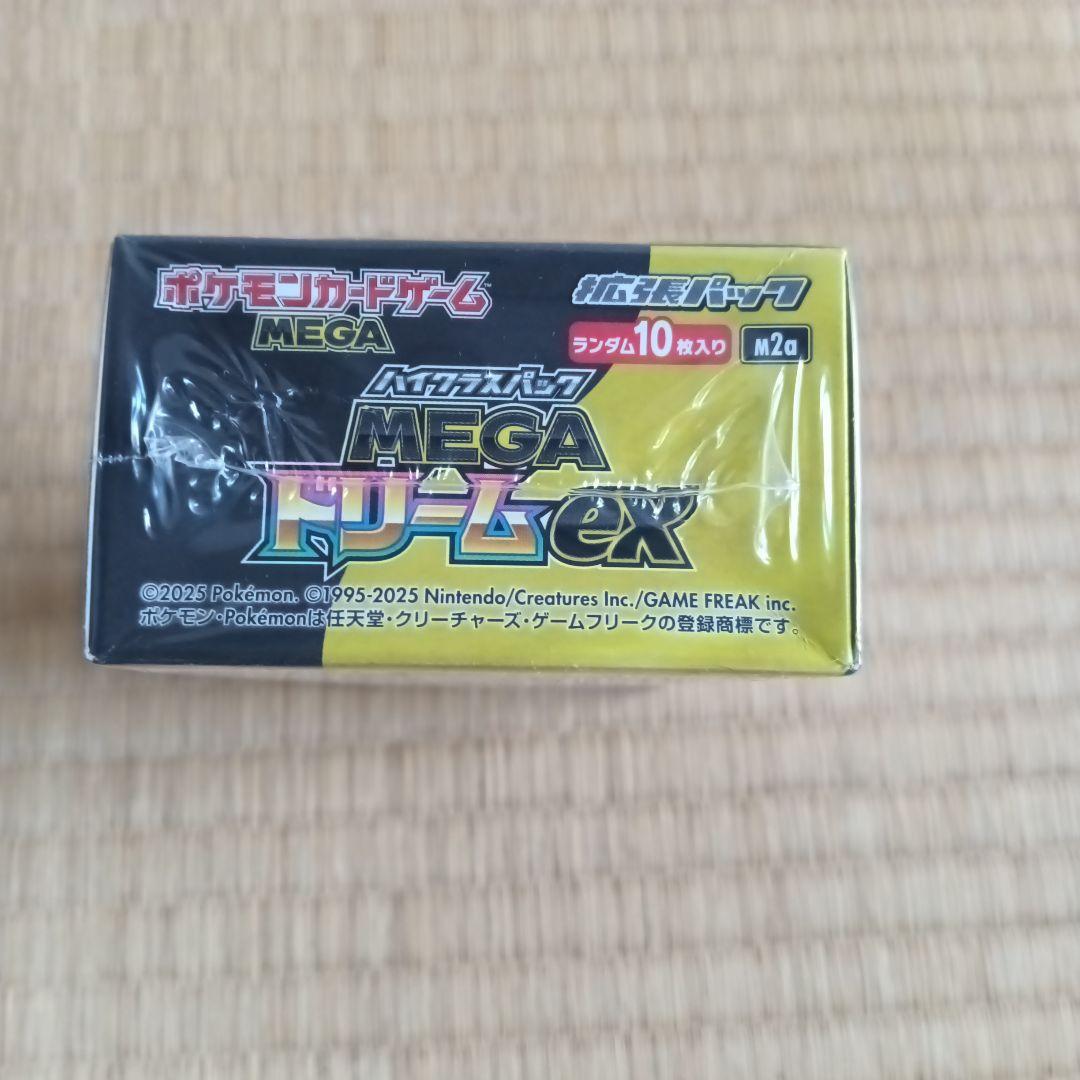 ポケモンカードゲーム™
MEGA
拡張パック
ランダム10枚入り M2a
ハイクラスパック
MEGA
ドリームex
©2025 Pokémon. ©1995-2025 Nintendo/Creatures Inc./GAME FREAK inc.
ポケモン・Pokémonは任天堂・クリーチャーズ・ゲームフリークの登録商標です。